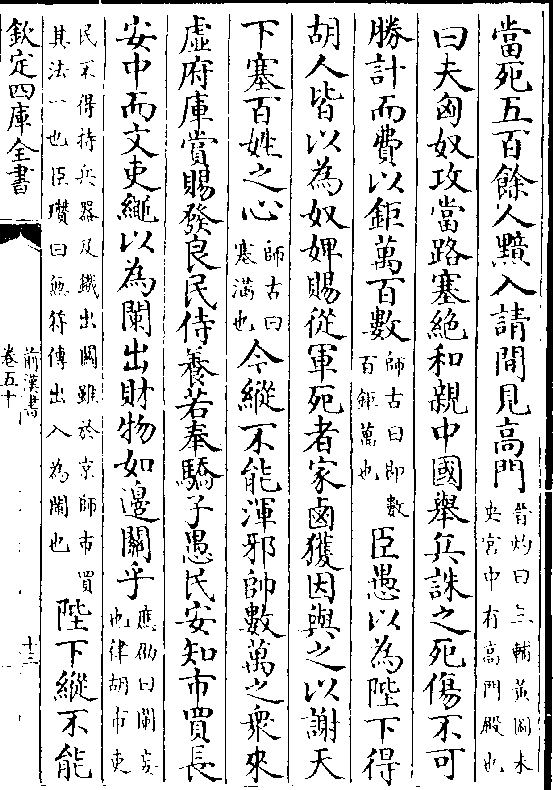 當死五百餘人黯入請間見高門晉灼曰三輔黃圖未央宮中有高門殿也
曰夫匈奴攻當路塞絶和親中國舉兵誅之死傷不可
勝計而費以鉅萬百數師古曰即數百鉅萬也臣愚以為陛下得
胡人皆以為奴婢賜從軍死者家鹵獲因與之以謝天
下塞百姓之心師古曰塞滿也今縱不能渾邪帥數萬之衆來
虛府庫賞賜發良民侍養若奉驕子愚民安知市買長
安中而文吏繩以為闌出財物如邊關乎應劭曰闌妄也律胡市吏
民不得持兵器及鐵出關雖於京師市買其法一也臣瓚曰無符傳出入為闌也陛下縱不能
欽定四庫全書
前漢書
卷五十
十三